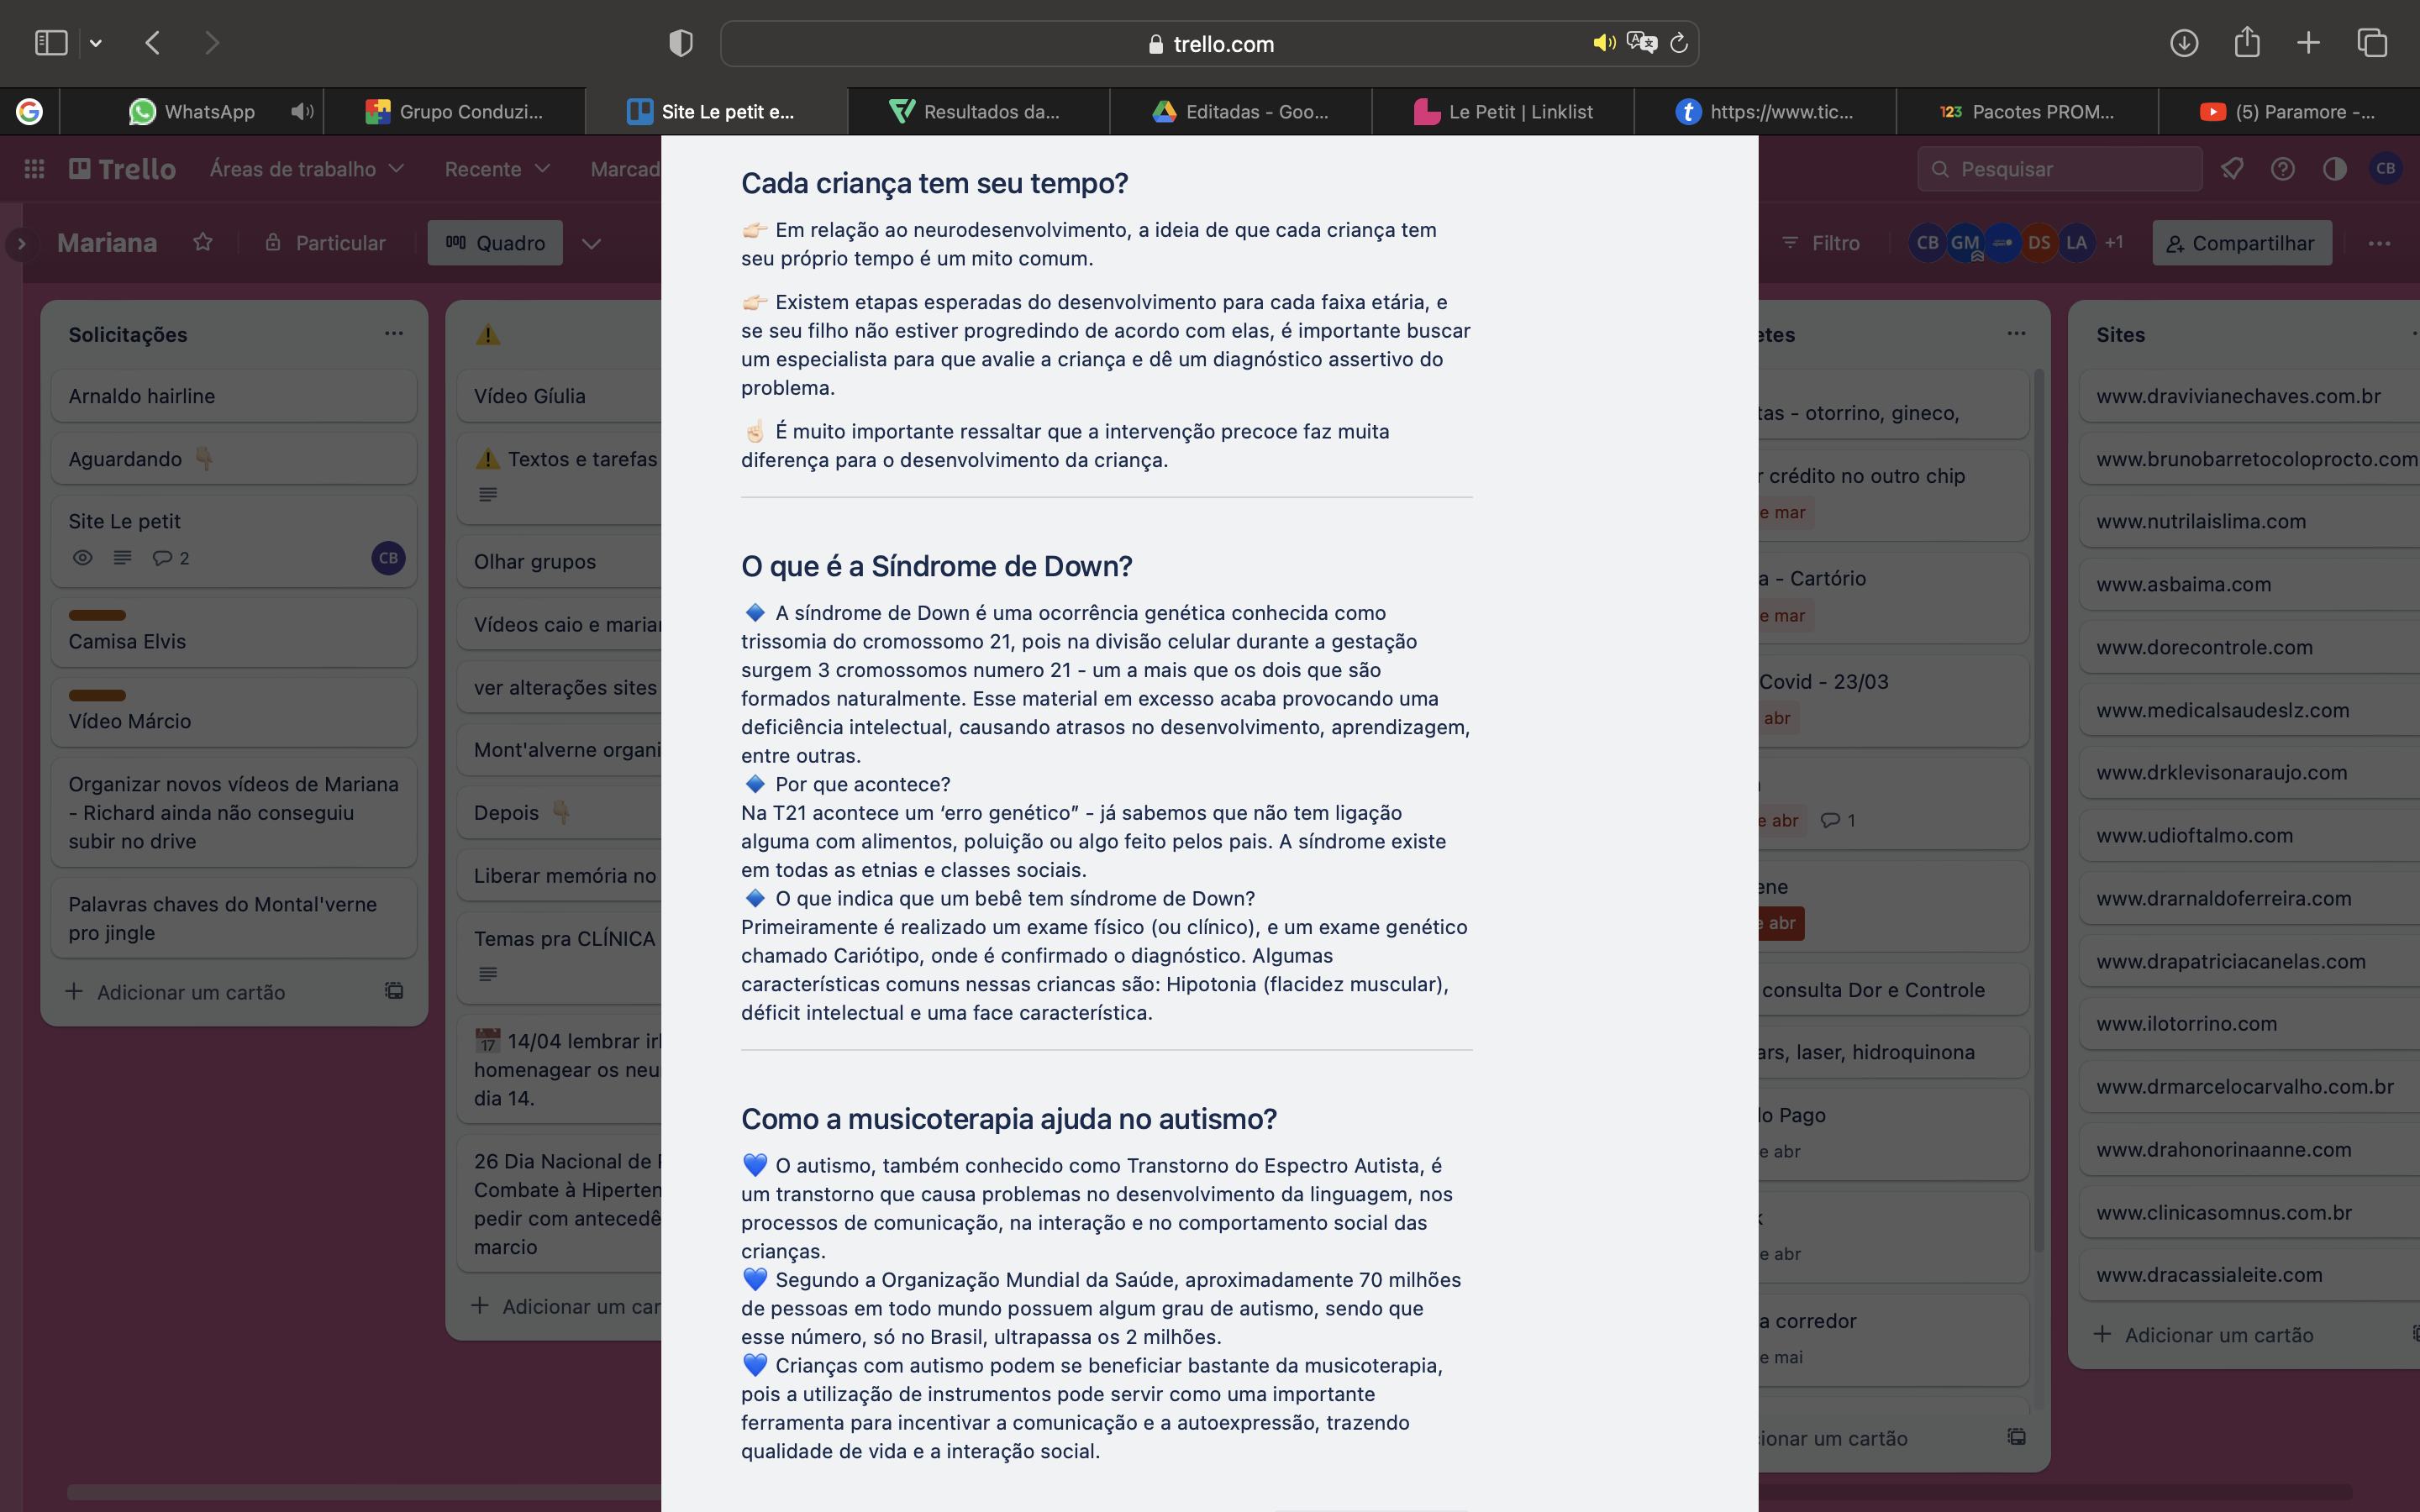 trello.com
WhatsApp
Grupo Conduzi...
Site Le petit e...
Resultados da...
Editadas - Goo...
Le Petit | Linklist
https://www.tic...
123 Pacotes PROM...
(5) Paramore -...
Trello
Áreas de trabalho
Recente
Marcad
Pesquisar
CB
Mariana
Particular
Quadro
Filtro
CB GM DS LA +1
Compartilhar
Solicitações
Arnaldo hairline
Aguardando 👇🏻
Site Le petit
2
CB
Camisa Elvis
Vídeo Márcio
Organizar novos vídeos de Mariana
- Richard ainda não conseguiu
subir no drive
Palavras chaves do Montal'verne
pro jingle
+ Adicionar um cartão
⚠️
Vídeo Gíulia
⚠️ Textos e tarefas
Olhar grupos
Vídeos caio e marian
ver alterações sites
Mont'alverne organi
Depois 👇🏻
Liberar memória no
Temas pra CLÍNICA
📅 14/04 lembrar irl
homenagear os neu
dia 14.
26 Dia Nacional de
Combate à Hiperten
pedir com antecedê
marcio
+ Adicionar um car
Cada criança tem seu tempo?
👉🏻 Em relação ao neurodesenvolvimento, a ideia de que cada criança tem
seu próprio tempo é um mito comum.
👉🏻 Existem etapas esperadas do desenvolvimento para cada faixa etária, e
se seu filho não estiver progredindo de acordo com elas, é importante buscar
um especialista para que avalie a criança e dê um diagnóstico assertivo do
problema.
☝🏻 É muito importante ressaltar que a intervenção precoce faz muita
diferença para o desenvolvimento da criança.
O que é a Síndrome de Down?
🔹 A síndrome de Down é uma ocorrência genética conhecida como
trissomia do cromossomo 21, pois na divisão celular durante a gestação
surgem 3 cromossomos numero 21 - um a mais que os dois que são
formados naturalmente. Esse material em excesso acaba provocando uma
deficiência intelectual, causando atrasos no desenvolvimento, aprendizagem,
entre outras.
🔹 Por que acontece?
Na T21 acontece um ‘erro genético” - já sabemos que não tem ligação
alguma com alimentos, poluição ou algo feito pelos pais. A síndrome existe
em todas as etnias e classes sociais.
🔹 O que indica que um bebê tem síndrome de Down?
Primeiramente é realizado um exame físico (ou clínico), e um exame genético
chamado Cariótipo, onde é confirmado o diagnóstico. Algumas
características comuns nessas criancas são: Hipotonia (flacidez muscular),
déficit intelectual e uma face característica.
Como a musicoterapia ajuda no autismo?
💙 O autismo, também conhecido como Transtorno do Espectro Autista, é
um transtorno que causa problemas no desenvolvimento da linguagem, nos
processos de comunicação, na interação e no comportamento social das
crianças.
💙 Segundo a Organização Mundial da Saúde, aproximadamente 70 milhões
de pessoas em todo mundo possuem algum grau de autismo, sendo que
esse número, só no Brasil, ultrapassa os 2 milhões.
💙 Crianças com autismo podem se beneficiar bastante da musicoterapia,
pois a utilização de instrumentos pode servir como uma importante
ferramenta para incentivar a comunicação e a autoexpressão, trazendo
qualidade de vida e a interação social.
etes
tas - otorrino, gineco,
r crédito no outro chip
e mar
a - Cartório
e mar
Covid - 23/03
abr
e abr
1
ene
e abr
consulta Dor e Controle
ars, laser, hidroquinona
lo Pago
e abr
e abr
a corredor
e mai
ionar um cartão
Sites
www.dravivianechaves.com.br
www.brunobarretocoloprocto.com
www.nutrilaislima.com
www.asbaima.com
www.dorecontrole.com
www.medicalsaudeslz.com
www.drklevisonaraujo.com
www.udioftalmo.com
www.drarnaldoferreira.com
www.drapatriciacanelas.com
www.ilotorrino.com
www.drmarcelocarvalho.com.br
www.drahonorinaanne.com
www.clinicasomnus.com.br
www.dracassialeite.com
+ Adicionar um cartão